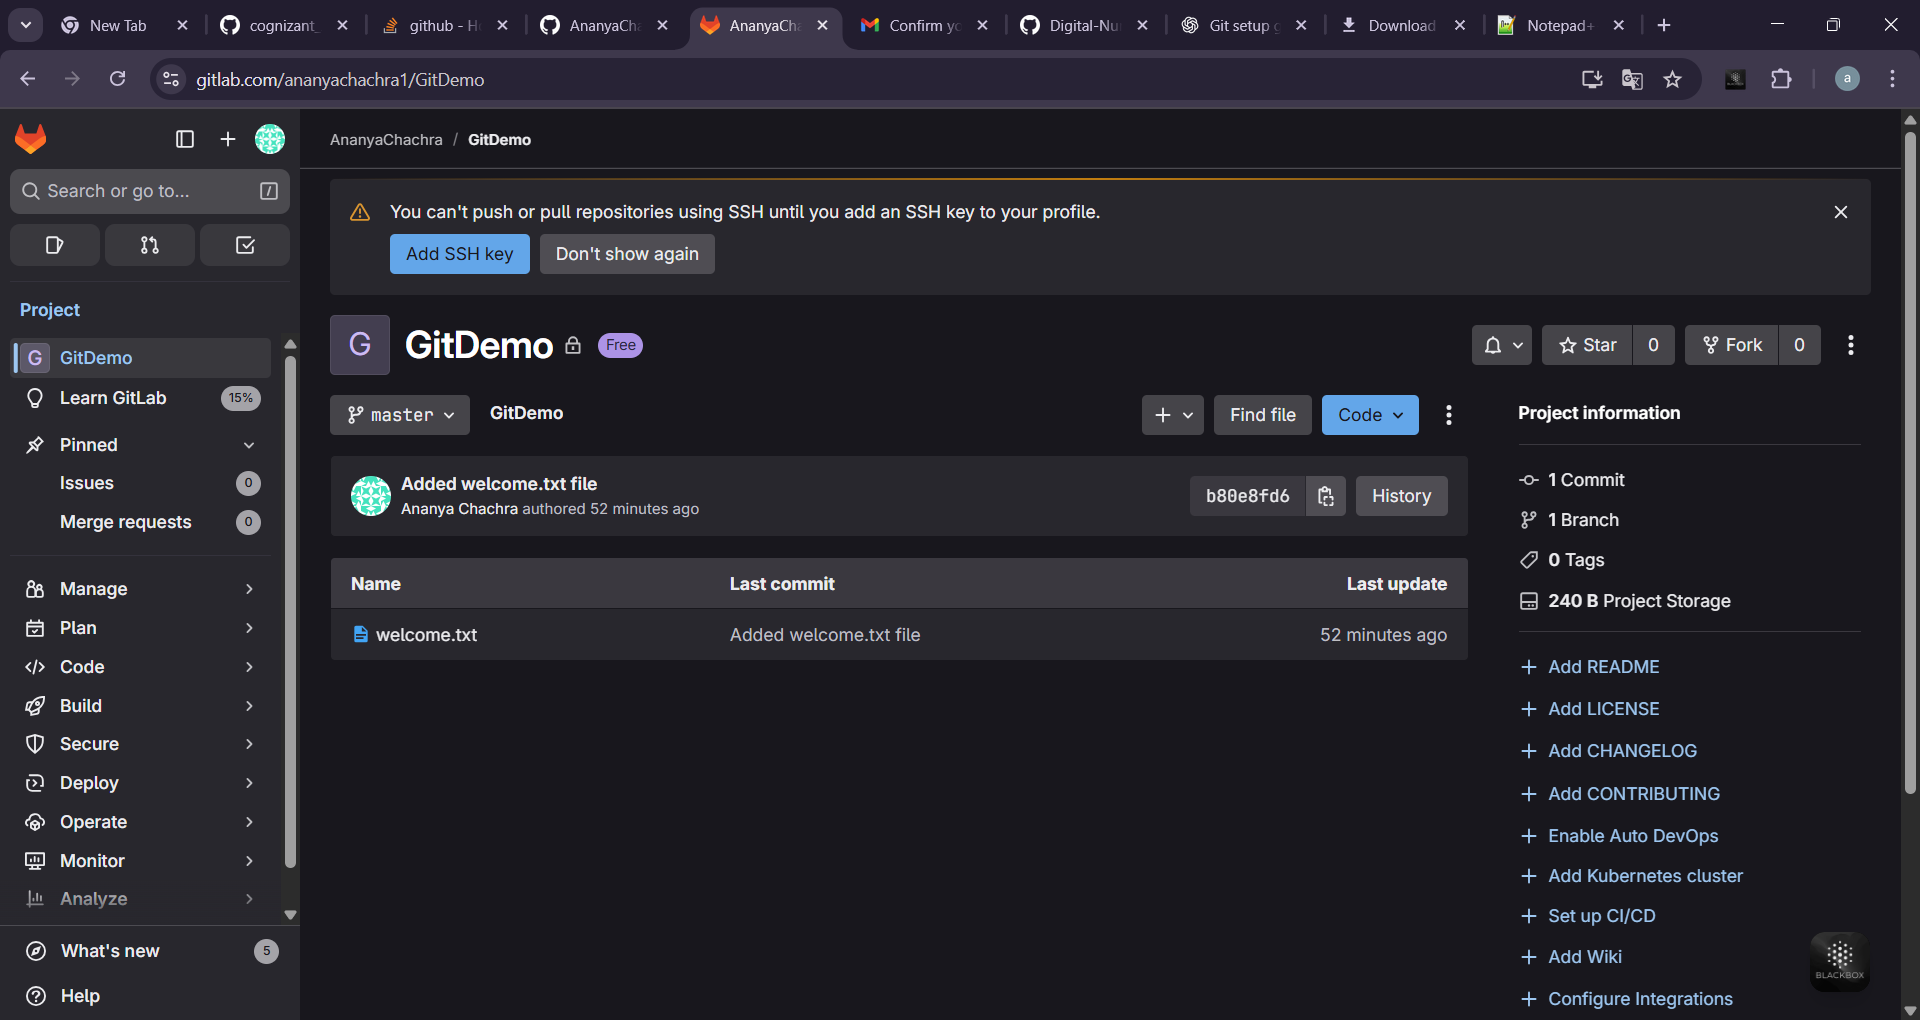 New Tab
cognizant_
github - H
AnanyaCh
AnanyaCha
Confirm yo
Digital-Nu
Git setup g
Download
Notepad+
gitlab.com/ananyachachra1/GitDemo
a
AnanyaChachra / GitDemo
Search or go to...
/
You can't push or pull repositories using SSH until you add an SSH key to your profile.
Add SSH key
Don't show again
Project
G GitDemo
Learn GitLab 15%
Pinned
Issues 0
Merge requests 0
Manage
Plan
Code
Build
Secure
Deploy
Operate
Monitor
Analyze
What's new 5
Help
G GitDemo Free
Star 0
Fork 0
master
GitDemo
Find file
Code
Added welcome.txt file
Ananya Chachra authored 52 minutes ago
b80e8fd6
History
Name Last commit Last update
welcome.txt Added welcome.txt file 52 minutes ago
Project information
1 Commit
1 Branch
0 Tags
240 B Project Storage
Add README
Add LICENSE
Add CHANGELOG
Add CONTRIBUTING
Enable Auto DevOps
Add Kubernetes cluster
Set up CI/CD
Add Wiki
Configure Integrations
BLACKBOX